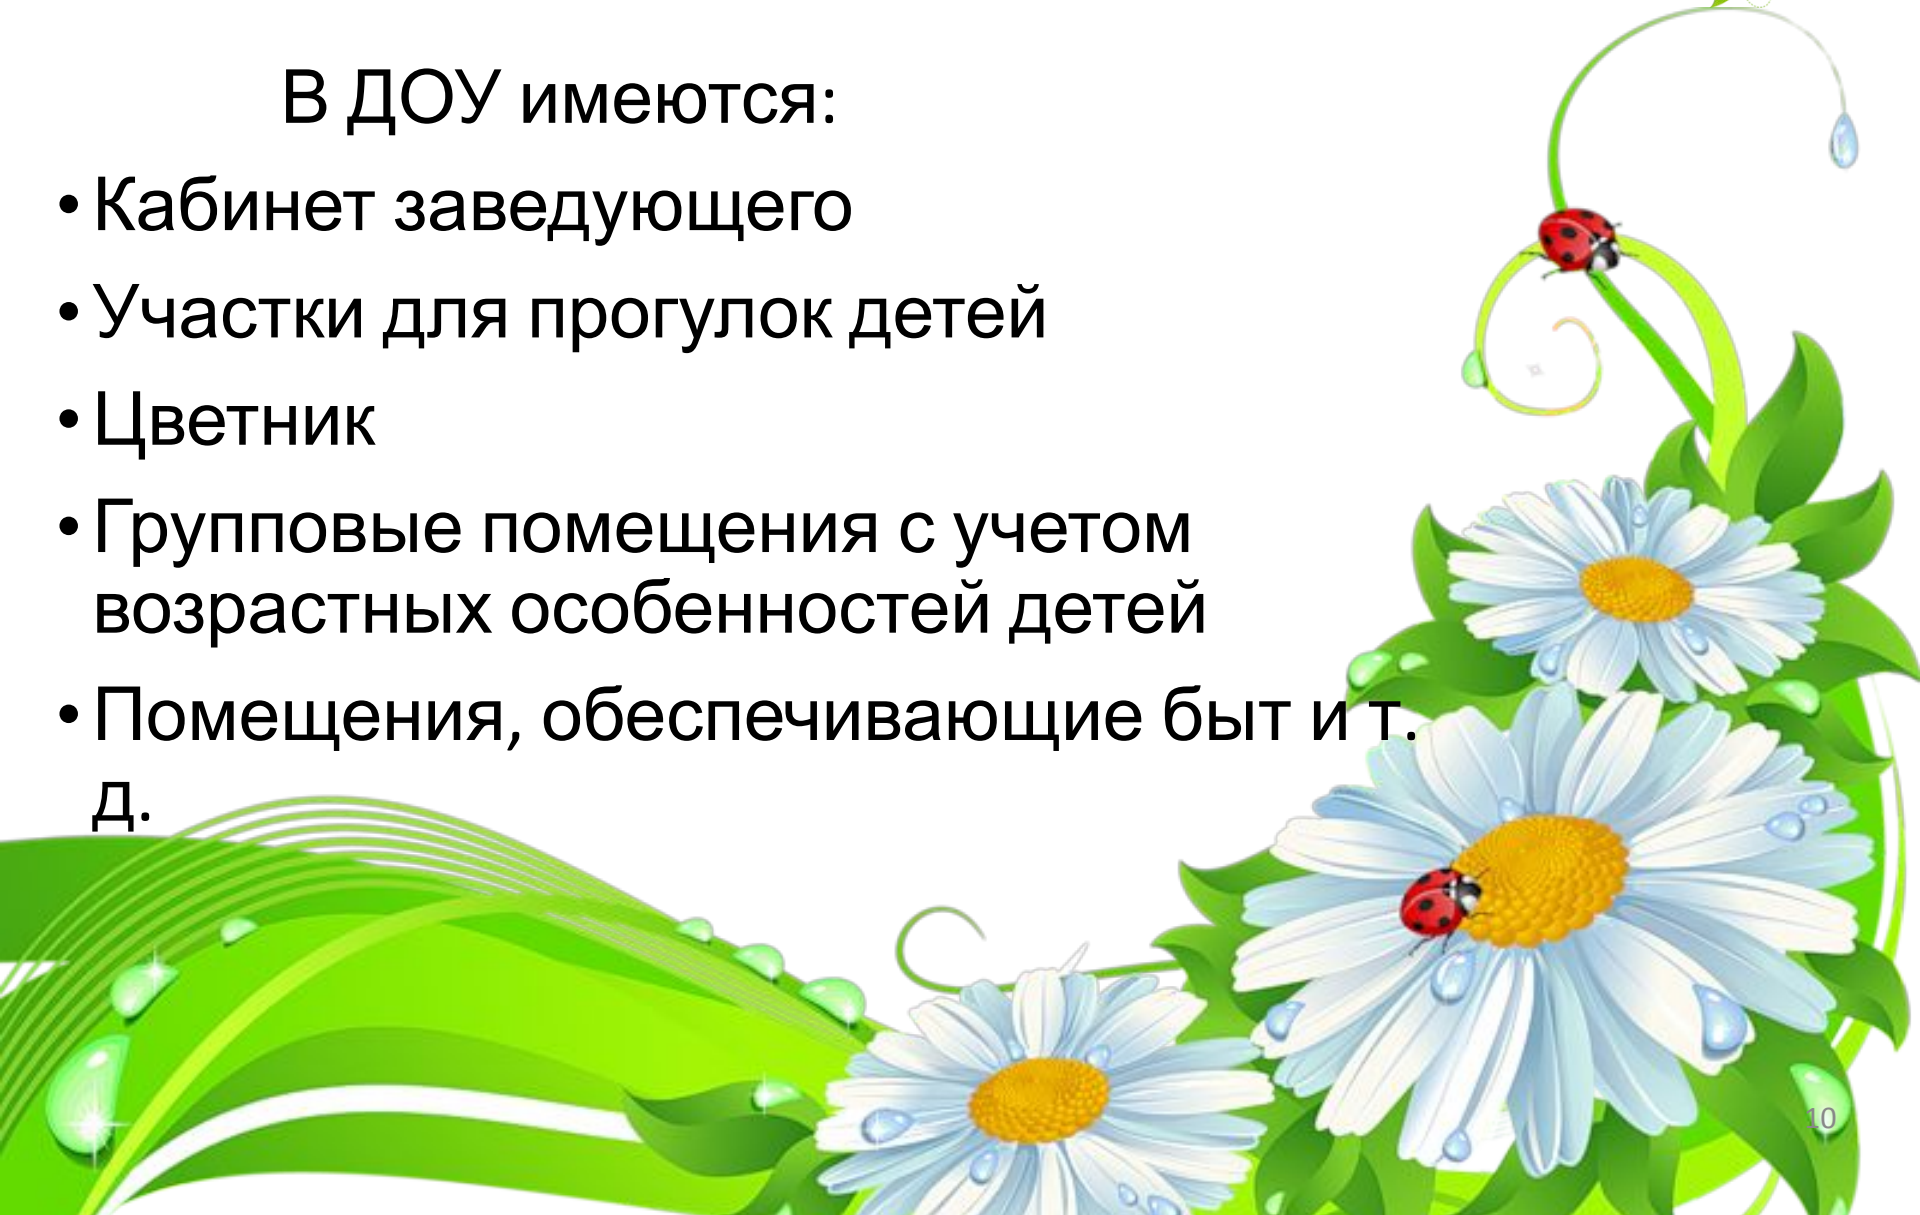 В ДОУ имеются:
• Кабинет заведующего
• Участки для прогулок детей
• Цветник
• Групповые помещения с учетом
возрастных особенностей детей
• Помещения, обеспечивающие быт и т.
д.
10